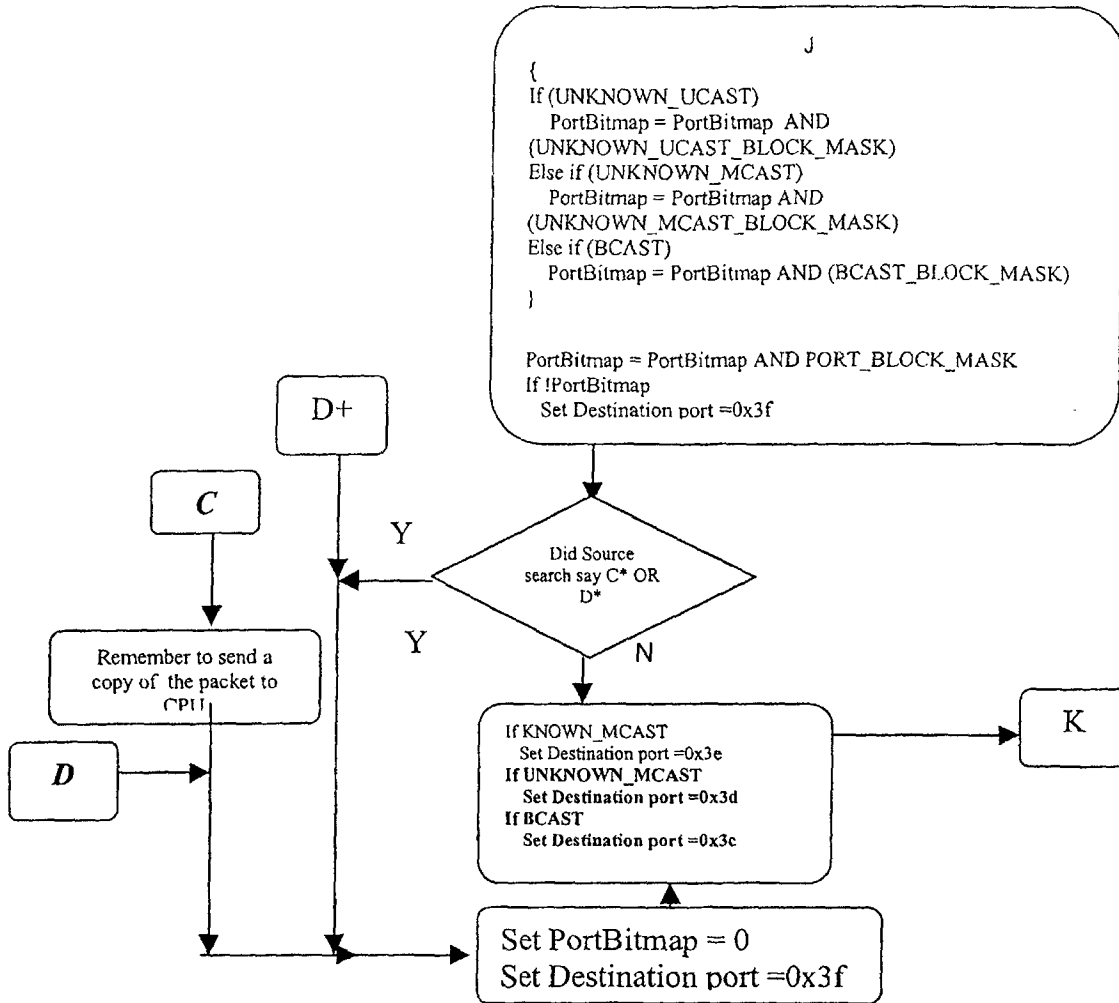 J
{
If (UNKNOWN_UCAST)
PortBitmap = PortBitmap AND
(UNKNOWN_UCAST_BLOCK_MASK)
Else if (UNKNOWN_MCAST)
PortBitmap = PortBitmap AND
(UNKNOWN_MCAST_BLOCK_MASK)
Else if (BCAST)
PortBitmap = PortBitmap AND (BCAST_BLOCK_MASK)
}
PortBitmap = PortBitmap AND PORT_BLOCK_MASK
If !PortBitmap
Set Destination port =0x3f
D+
C
Y
Did Source
search say C* OR
D*
Y
N
Remember to send a
copy of the packet to
CPU
D
If KNOWN_MCAST
Set Destination port =0x3e
If UNKNOWN_MCAST
Set Destination port =0x3d
If BCAST
Set Destination port =0x3c
K
Set PortBitmap = 0
Set Destination port =0x3f